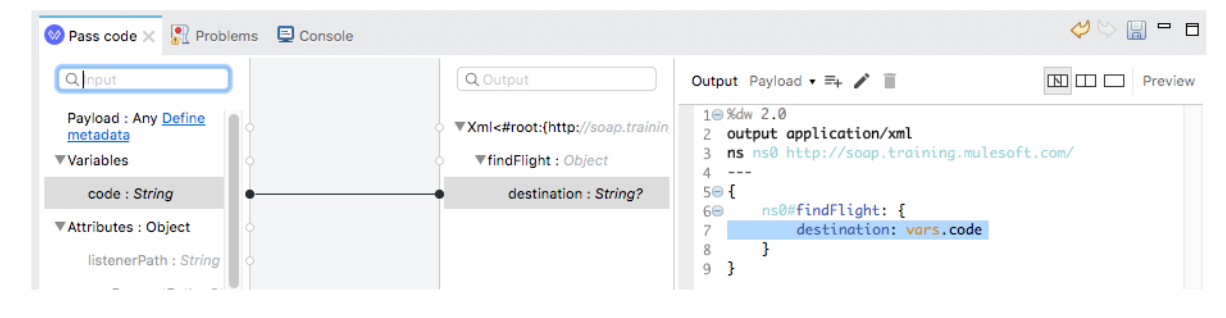 Pass code
Problems
Console
Input
Output
Output Payload
Preview
Payload : Any Define
metadata
Variables
code : String
Attributes : Object
listenerPath : String
Xml<#root:{http://soap.trainin
findFlight : Object
destination : String?
1 %dw 2.0
2 output application/xml
3 ns ns0 http://soap.training.mulesoft.com/
4 ---
5 {
6 ns0#findFlight: {
7 destination: vars.code
8 }
9 }